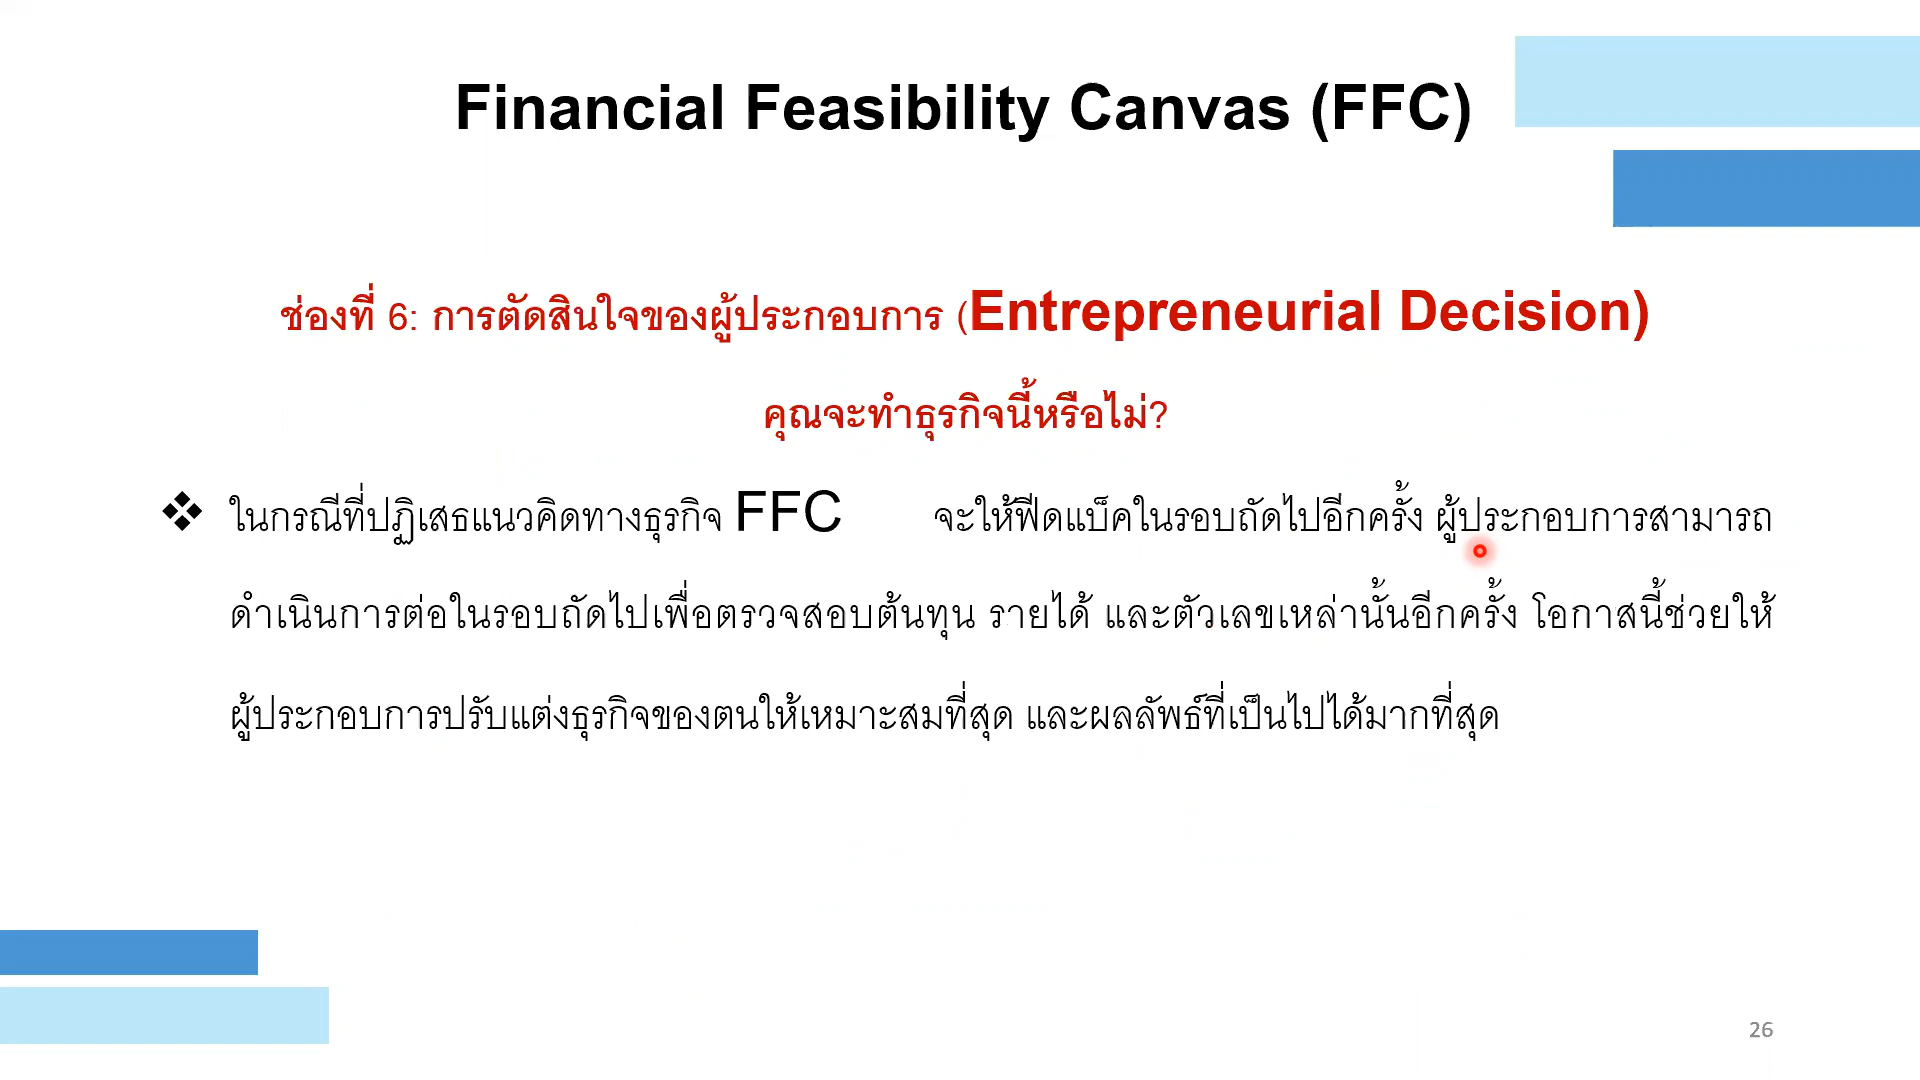 Financial Feasibility Canvas (FFC)
ช่องที่ 6: การตัดสินใจของผู้ประกอบการ (Entrepreneurial Decision)
คุณจะทำธุรกิจนี้หรือไม่?
❖ ในกรณีที่ปฏิเสธแนวคิดทางธุรกิจ FFC จะให้ฟีดแบ็คในรอบถัดไปอีกครั้ง ผู้ประกอบการสามารถ
ดำเนินการต่อในรอบถัดไปเพื่อตรวจสอบต้นทุน รายได้ และตัวเลขเหล่านั้นอีกครั้ง โอกาสนี้ช่วยให้
ผู้ประกอบการปรับแต่งธุรกิจของตนให้เหมาะสมที่สุด และผลลัพธ์ที่เป็นไปได้มากที่สุด
26